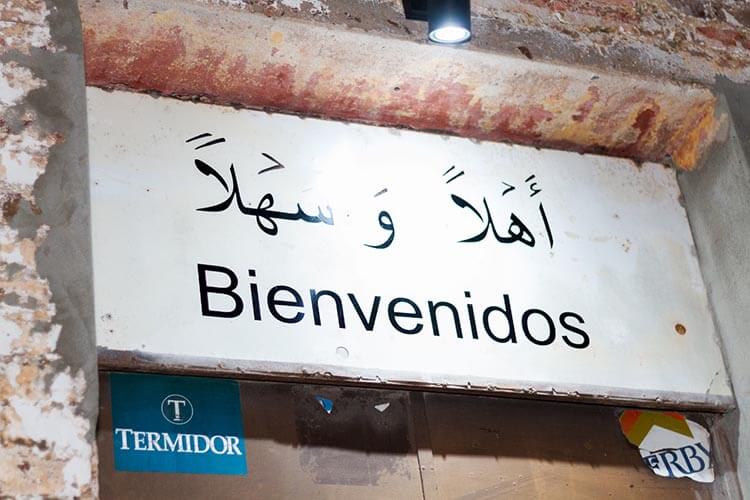 أَهْلاً وَ سَهْلاً
Bienvenidos
T
TERMIDOR